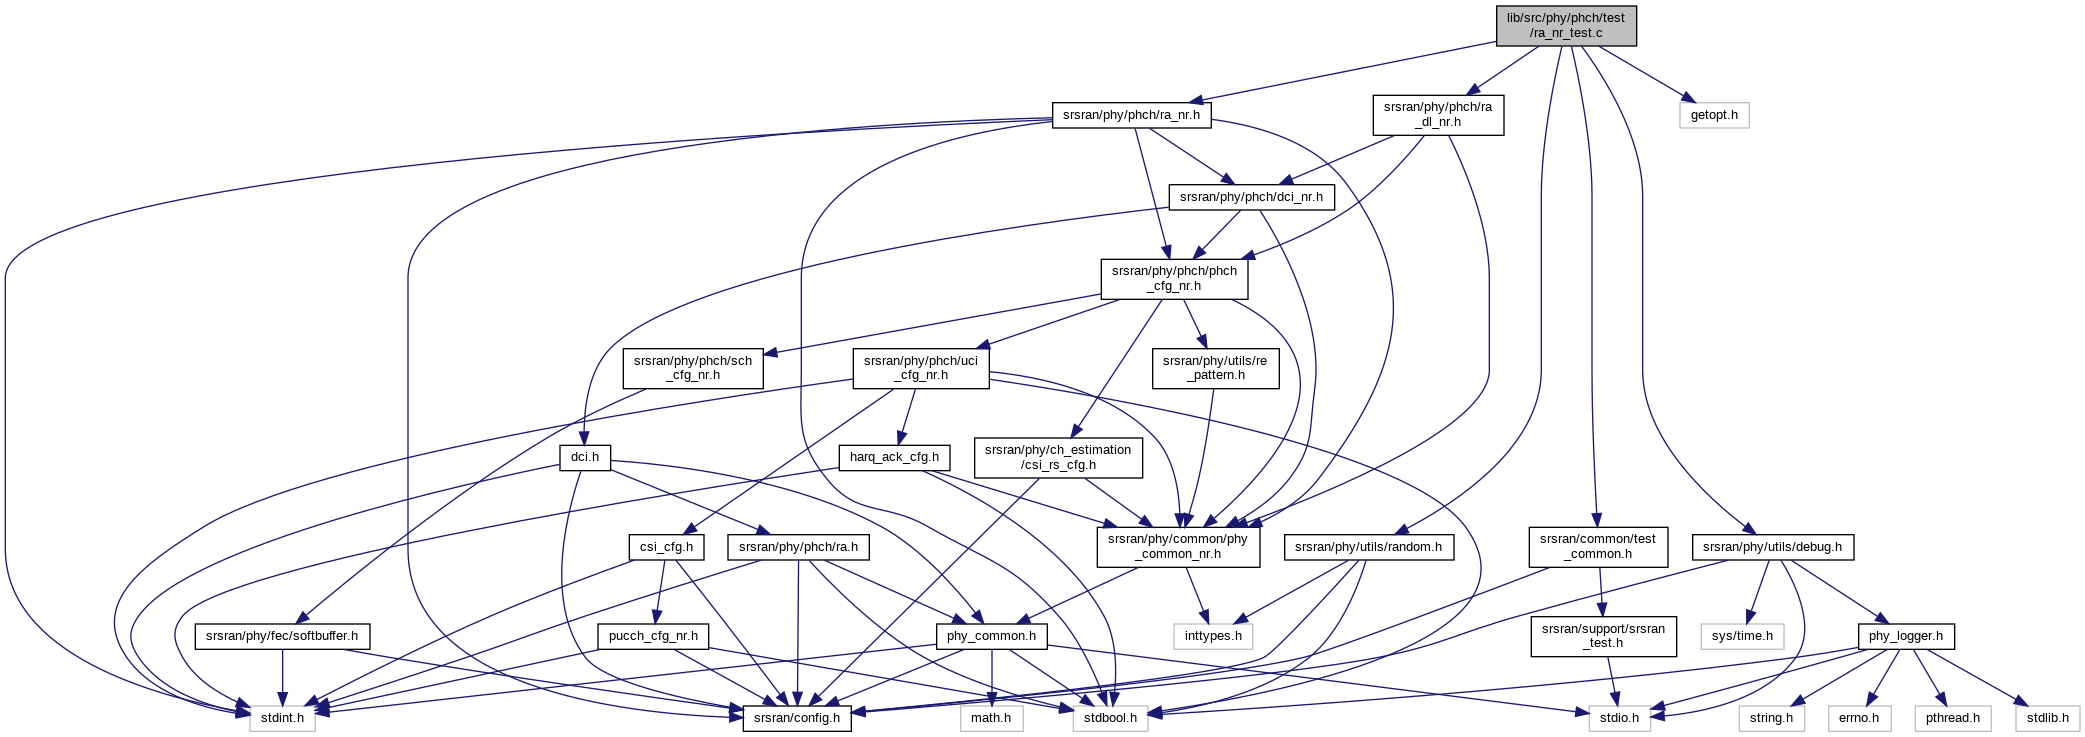 lib/src/phy/phch/test
/ra_nr_test.c
srsran/phy/phch/ra_nr.h
srsran/phy/phch/ra
_dl_nr.h
getopt.h
srsran/phy/phch/dci_nr.h
srsran/phy/phch/phch
_cfg_nr.h
srsran/phy/phch/sch
_cfg_nr.h
srsran/phy/phch/uci
_cfg_nr.h
srsran/phy/utils/re
_pattern.h
dci.h
harq_ack_cfg.h
srsran/phy/ch_estimation
/csi_rs_cfg.h
csi_cfg.h
srsran/phy/phch/ra.h
srsran/phy/common/phy
_common_nr.h
srsran/phy/utils/random.h
srsran/common/test
_common.h
srsran/phy/utils/debug.h
srsran/phy/fec/softbuffer.h
pucch_cfg_nr.h
phy_common.h
inttypes.h
srsran/support/srsran
_test.h
sys/time.h
phy_logger.h
stdint.h
srsran/config.h
math.h
stdbool.h
stdio.h
string.h
errno.h
pthread.h
stdlib.h